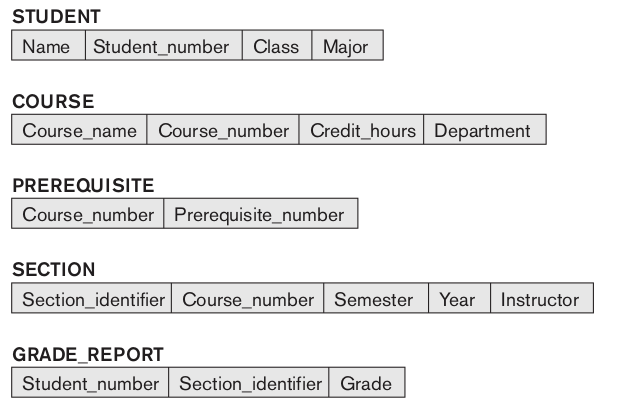 STUDENT
Name Student_number Class Major
COURSE
Course_name Course_number Credit_hours Department
PREREQUISITE
Course_number Prerequisite_number
SECTION
Section_identifier Course_number Semester Year Instructor
GRADE_REPORT
Student_number Section_identifier Grade